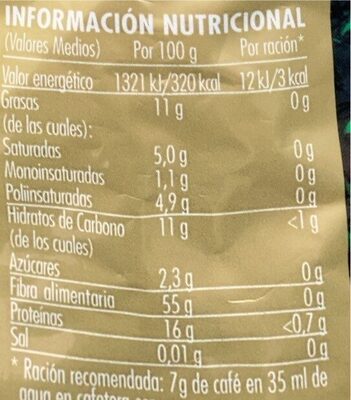 INFORMACIÓN NUTRICIONAL
(Valores Medios) Por 100 g Por ración*
Valor energético 1321 kJ/320 kcal 12 kJ/3 kcal
Grasas 11 g 0 g
(de las cuales):
Saturadas 5,0 g 0 g
Monoinsaturadas 1,1 g 0 g
Poliinsaturadas 4,9 g 0 g
Hidratos de Carbono 11 g <1 g
(de los cuales)
Azúcares 2,3 g 0 g
Fibra alimentaria 55 g 0 g
Proteínas 16 g <0,7 g
Sal 0,01 g 0 g
* Ración recomendada: 7g de café en 35 ml de
agua en cafetera